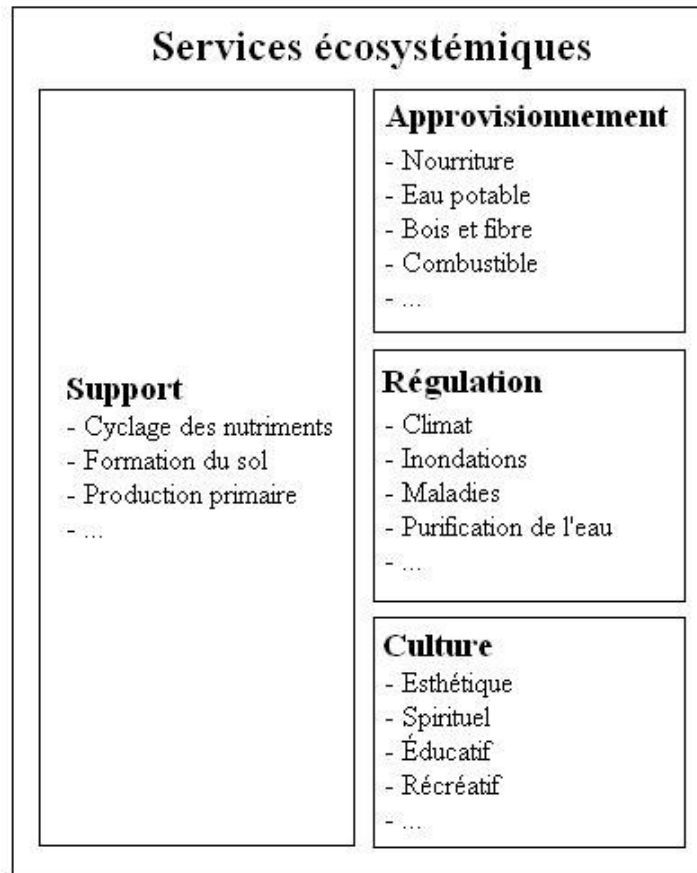 Services écosystémiques
Support
- Cyclage des nutriments
- Formation du sol
- Production primaire
- ...
Approvisionnement
- Nourriture
- Eau potable
- Bois et fibre
- Combustible
- ...
Régulation
- Climat
- Inondations
- Maladies
- Purification de l'eau
- ...
Culture
- Esthétique
- Spirituel
- Éducatif
- Récréatif
- ...